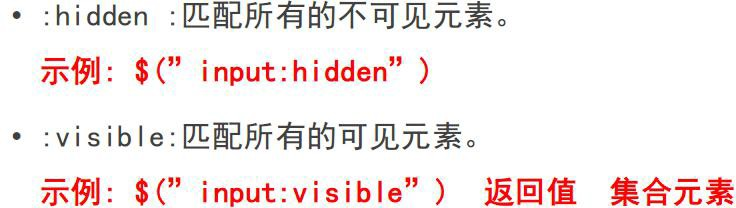 • :hidden :匹配所有的不可见元素。
示例: $(” input:hidden” )
• :visible:匹配所有的可见元素。
示例: $(” input:visible” ) 返回值 集合元素